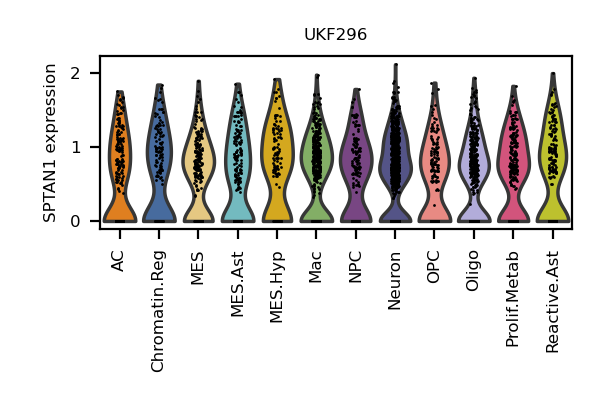 UKF296
SPTAN1 expression
2
1
0
AC
Chromatin.Reg
MES
MES.Ast
MES.Hyp
Mac
NPC
Neuron
OPC
Oligo
Prolif.Metab
Reactive.Ast